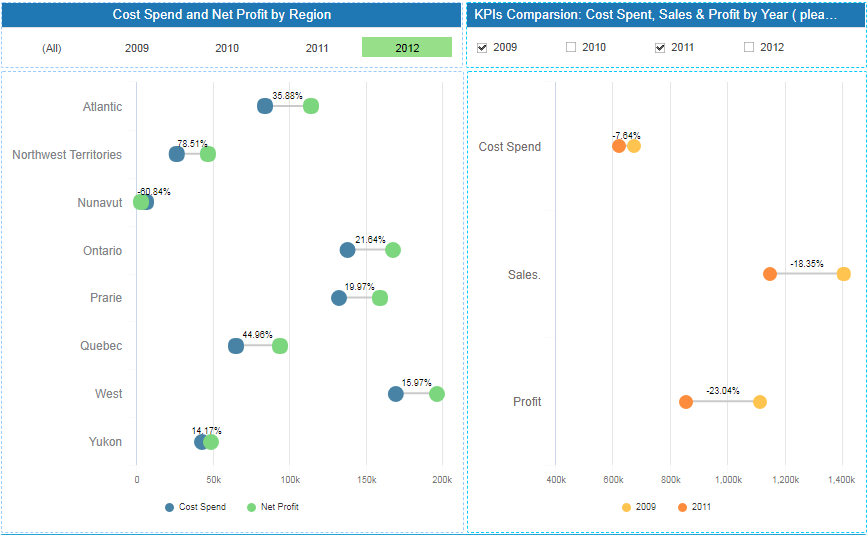 Cost Spend and Net Profit by Region
(All) 2009 2010 2011 2012
Atlantic 35.88%
Northwest Territories 78.51%
Nunavut -60.84%
Ontario 21.64%
Prarie 19.97%
Quebec 44.96%
West 15.97%
Yukon 14.17%
0 50k 100k 150k 200k
Cost Spend Net Profit
KPIs Comparsion: Cost Spent, Sales & Profit by Year ( plea...
2009 2010 2011 2012
Cost Spend -7.64%
Sales. -18.35%
Profit -23.04%
400k 600k 800k 1,000k 1,200k 1,400k
2009 2011